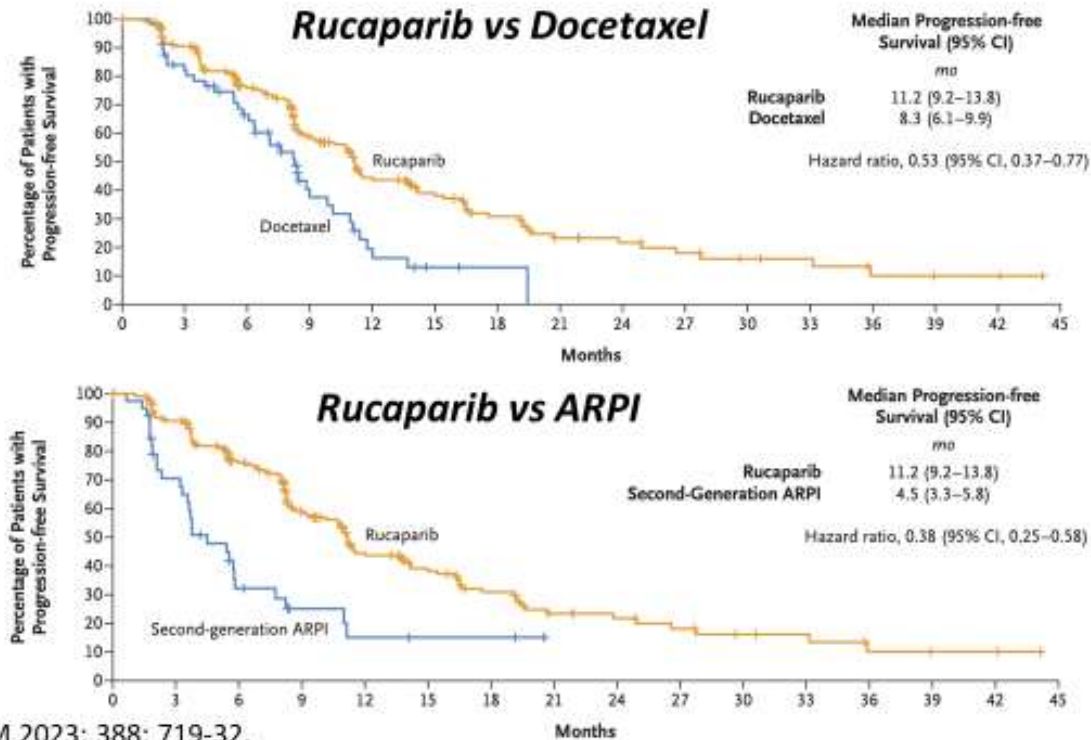 Rucaparib vs Docetaxel
Median Progression-free
Survival (95% CI)
mo
Rucaparib 11.2 (9.2–13.8)
Docetaxel 8.3 (6.1–9.9)
Hazard ratio, 0.53 (95% CI, 0.37–0.77)
Percentage of Patients with
Progression-free Survival
100
90
80
70
60
50
40
30
20
10
0
Rucaparib
Docetaxel
0 3 6 9 12 15 18 21 24 27 30 33 36 39 42 45
Months
Rucaparib vs ARPI
Median Progression-free
Survival (95% CI)
mo
Rucaparib 11.2 (9.2–13.8)
Second-Generation ARPI 4.5 (3.3–5.8)
Hazard ratio, 0.38 (95% CI, 0.25–0.58)
Percentage of Patients with
Progression-free Survival
100
90
80
70
60
50
40
30
20
10
0
Rucaparib
Second-generation ARPI
0 3 6 9 12 15 18 21 24 27 30 33 36 39 42 45
Months
M 2023; 388: 719-32.